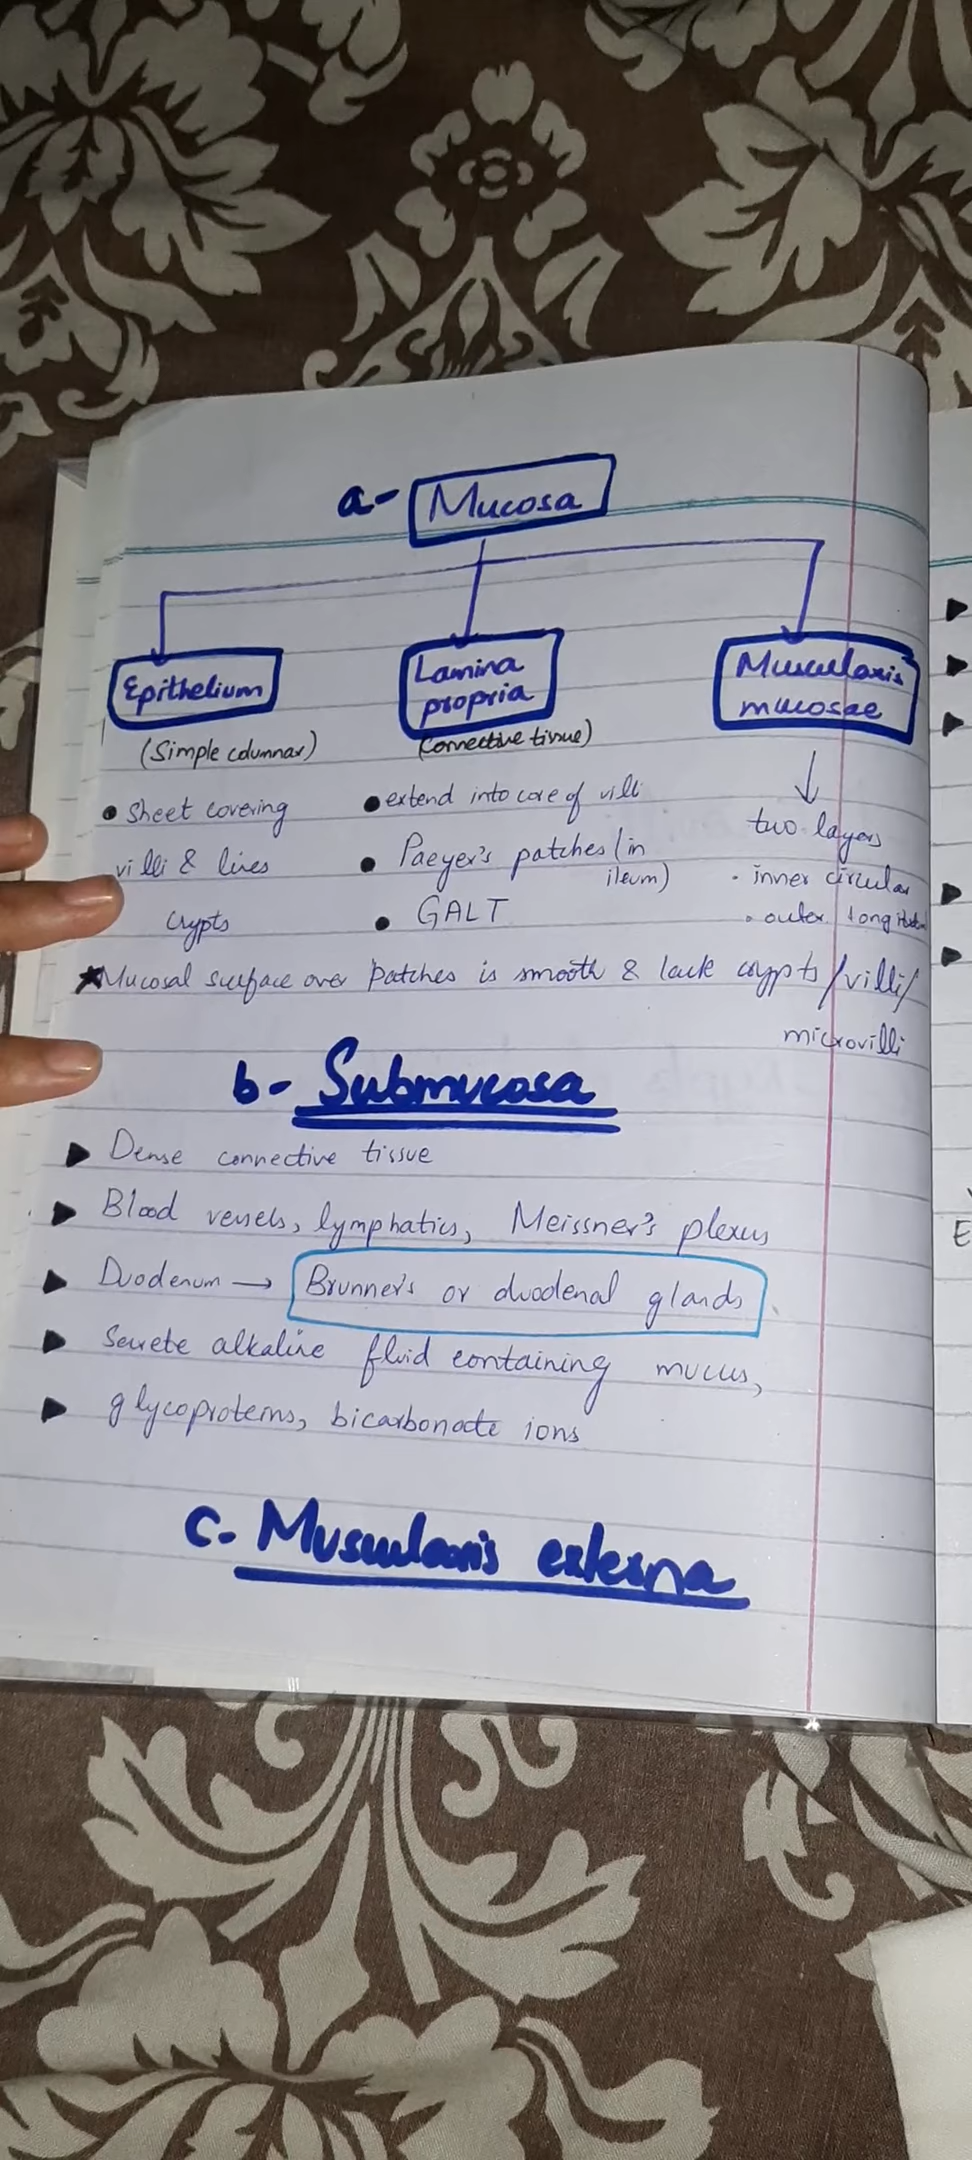 a- Mucosa
Epithelium
Lamina propria
Muscularis mucosae
(Simple columnar)
(Connective tissue)
• Sheet covering
villi & lines
crypts
• extend into core of villi
• Paeyer's patches (in ileum)
• GALT
two layers
• inner circular
• outer
★ Mucosal surface over patches is smooth & lack crypts/villi/
microvilli
b- Submucosa
▶ Dense connective tissue
▶ Blood vessels, lymphatics, Meissner's plexus
▶ Duodenum → Brunner's or duodenal glands
▶ Secrete alkaline fluid containing mucus,
▶ glycoproteins, bicarbonate ions
c- Muscularis externa